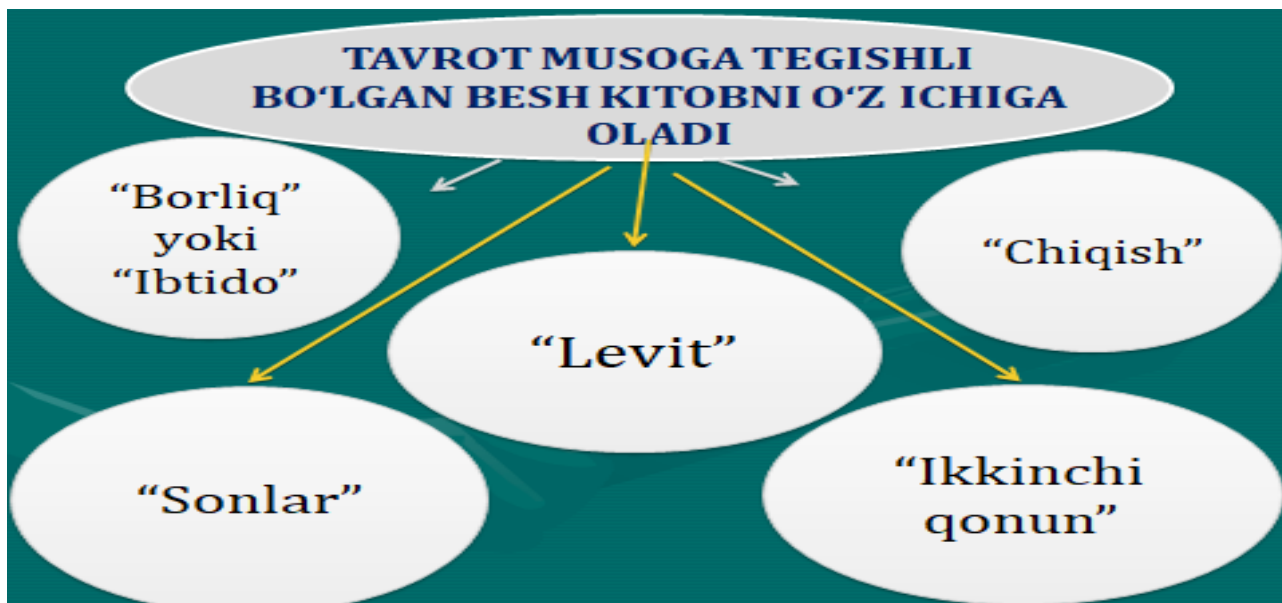 TAVROT MUSOGA TEGISHLI
BO‘LGAN BESH KITOBNI O‘Z ICHIGA
OLADI
“Borliq”
yoki
“Ibtido”
“Chiqish”
“Levit”
“Sonlar”
“Ikkinchi
qonun”